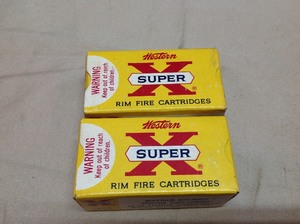 Western
X
SUPER
®
WARNING
Keep out of reach
of children.
RIM FIRE CARTRIDGES
Western
X
SUPER
®
WARNING
Keep out of reach
of children.
RIM FIRE CARTRIDGES